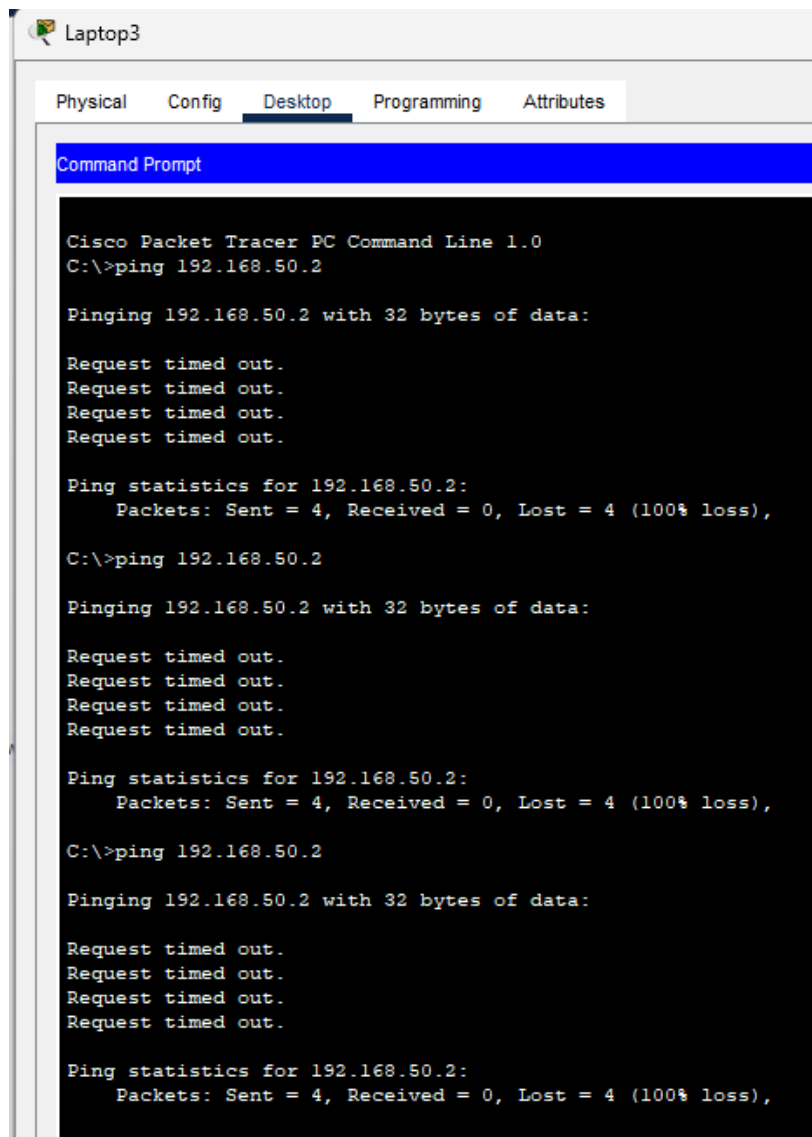 Laptop3
Physical Config Desktop Programming Attributes
Command Prompt
Cisco Packet Tracer PC Command Line 1.0
C:\>ping 192.168.50.2
Pinging 192.168.50.2 with 32 bytes of data:
Request timed out.
Request timed out.
Request timed out.
Request timed out.
Ping statistics for 192.168.50.2:
Packets: Sent = 4, Received = 0, Lost = 4 (100% loss),
C:\>ping 192.168.50.2
Pinging 192.168.50.2 with 32 bytes of data:
Request timed out.
Request timed out.
Request timed out.
Request timed out.
Ping statistics for 192.168.50.2:
Packets: Sent = 4, Received = 0, Lost = 4 (100% loss),
C:\>ping 192.168.50.2
Pinging 192.168.50.2 with 32 bytes of data:
Request timed out.
Request timed out.
Request timed out.
Request timed out.
Ping statistics for 192.168.50.2:
Packets: Sent = 4, Received = 0, Lost = 4 (100% loss),